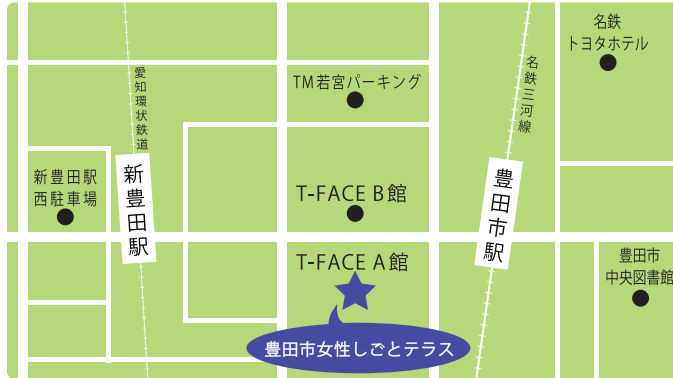 名鉄
トヨタホテル
名鉄三河線
愛知環状鉄道
TM若宮パーキング
新豊田駅
西駐車場
新豊田駅
T-FACE B館
豊田市駅
T-FACE A館
豊田市
中央図書館
豊田市女性しごとテラス